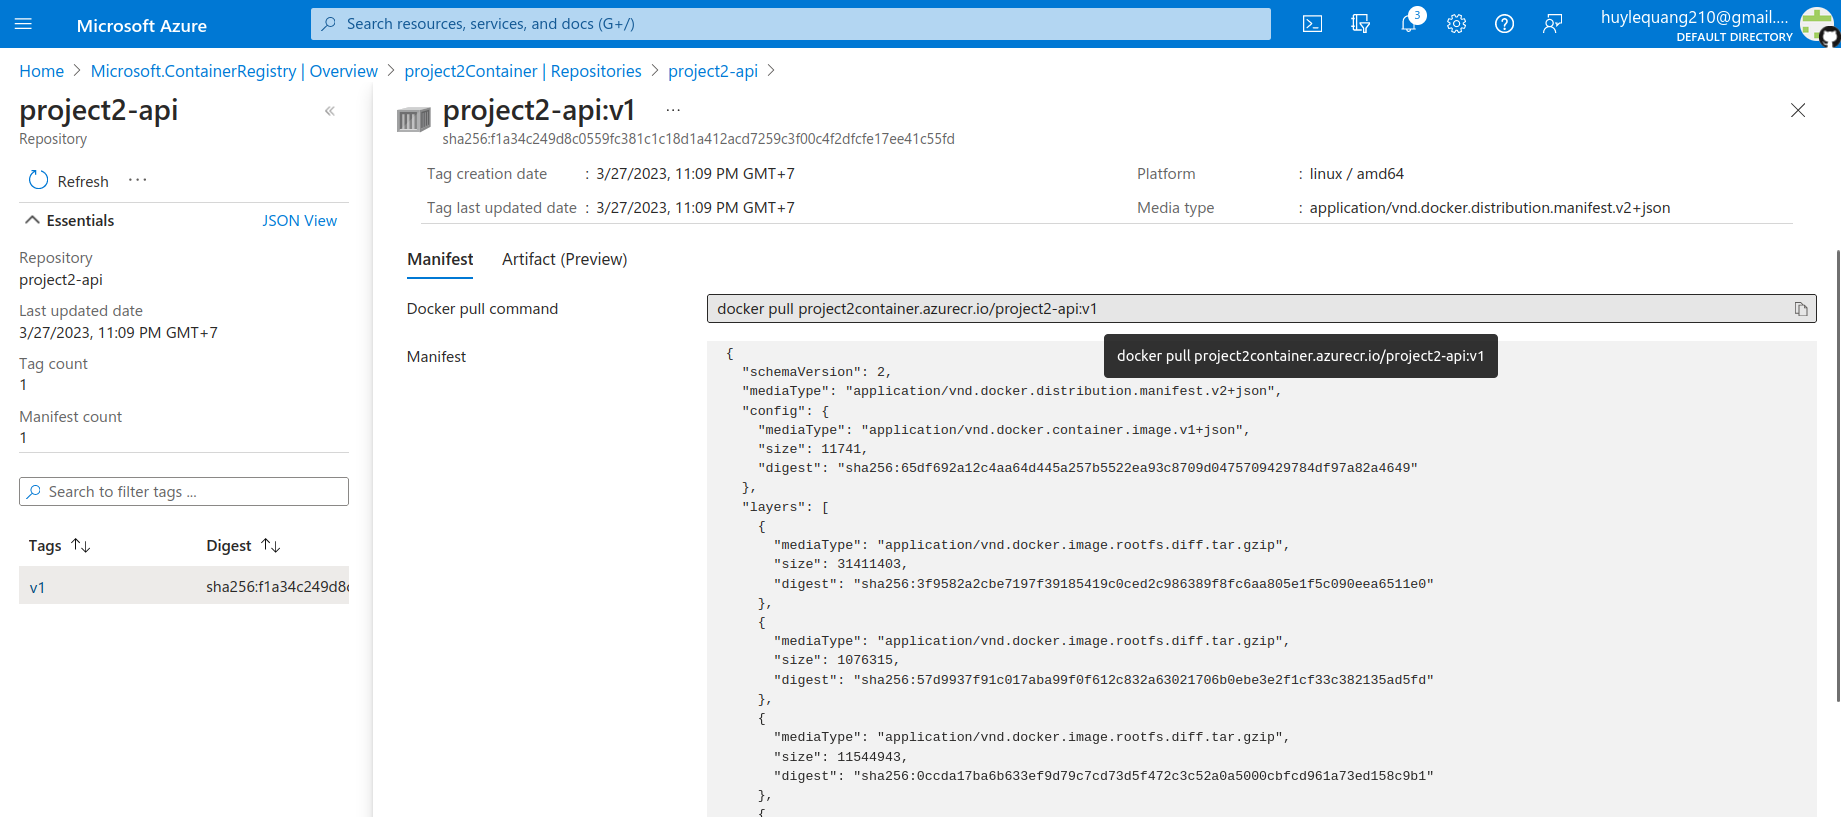 Microsoft Azure
Search resources, services, and docs (G+/)
3
huylequang210@gmail....
DEFAULT DIRECTORY
Home > Microsoft.ContainerRegistry | Overview > project2Container | Repositories > project2-api >
project2-api
Repository
«
Refresh ...
Essentials
JSON View
Repository
project2-api
Last updated date
3/27/2023, 11:09 PM GMT+7
Tag count
1
Manifest count
1
Search to filter tags ...
Tags Digest
v1 sha256:f1a34c249d8
project2-api:v1 ...
sha256:f1a34c249d8c0559fc381c1c18d1a412acd7259c3f00c4f2dfcfe17ee41c55fd
Tag creation date : 3/27/2023, 11:09 PM GMT+7
Platform : linux / amd64
Tag last updated date : 3/27/2023, 11:09 PM GMT+7
Media type : application/vnd.docker.distribution.manifest.v2+json
Manifest Artifact (Preview)
Docker pull command
docker pull project2container.azurecr.io/project2-api:v1
docker pull project2container.azurecr.io/project2-api:v1
Manifest
{
"schemaVersion": 2,
"mediaType": "application/vnd.docker.distribution.manifest.v2+json",
"config": {
"mediaType": "application/vnd.docker.container.image.v1+json",
"size": 11741,
"digest": "sha256:65df692a12c4aa64d445a257b5522ea93c8709d0475709429784df97a82a4649"
},
"layers": [
{
"mediaType": "application/vnd.docker.image.rootfs.diff.tar.gzip",
"size": 31411403,
"digest": "sha256:3f9582a2cbe7197f39185419c0ced2c986389f8fc6aa805e1f5c090eea6511e0"
},
{
"mediaType": "application/vnd.docker.image.rootfs.diff.tar.gzip",
"size": 1076315,
"digest": "sha256:57d9937f91c017aba99f0f612c832a63021706b0ebe3e2f1cf33c382135ad5fd"
},
{
"mediaType": "application/vnd.docker.image.rootfs.diff.tar.gzip",
"size": 11544943,
"digest": "sha256:0ccda17ba6b633ef9d79c7cd73d5f472c3c52a0a5000cbfcd961a73ed158c9b1"
},
{